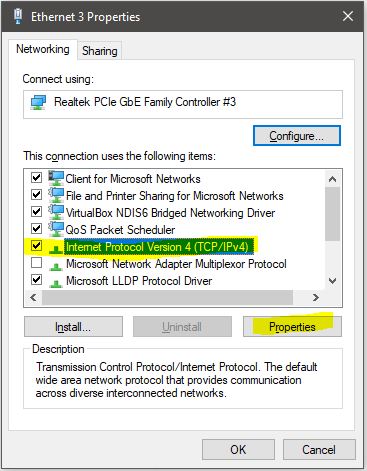 Ethernet 3 Properties
Networking Sharing
Connect using:
Realtek PCIe GbE Family Controller #3
Configure...
This connection uses the following items:
Client for Microsoft Networks
File and Printer Sharing for Microsoft Networks
VirtualBox NDIS6 Bridged Networking Driver
QoS Packet Scheduler
Internet Protocol Version 4 (TCP/IPv4)
Microsoft Network Adapter Multiplexor Protocol
Microsoft LLDP Protocol Driver
Install... Uninstall Properties
Description
Transmission Control Protocol/Internet Protocol. The default
wide area network protocol that provides communication
across diverse interconnected networks.
OK Cancel